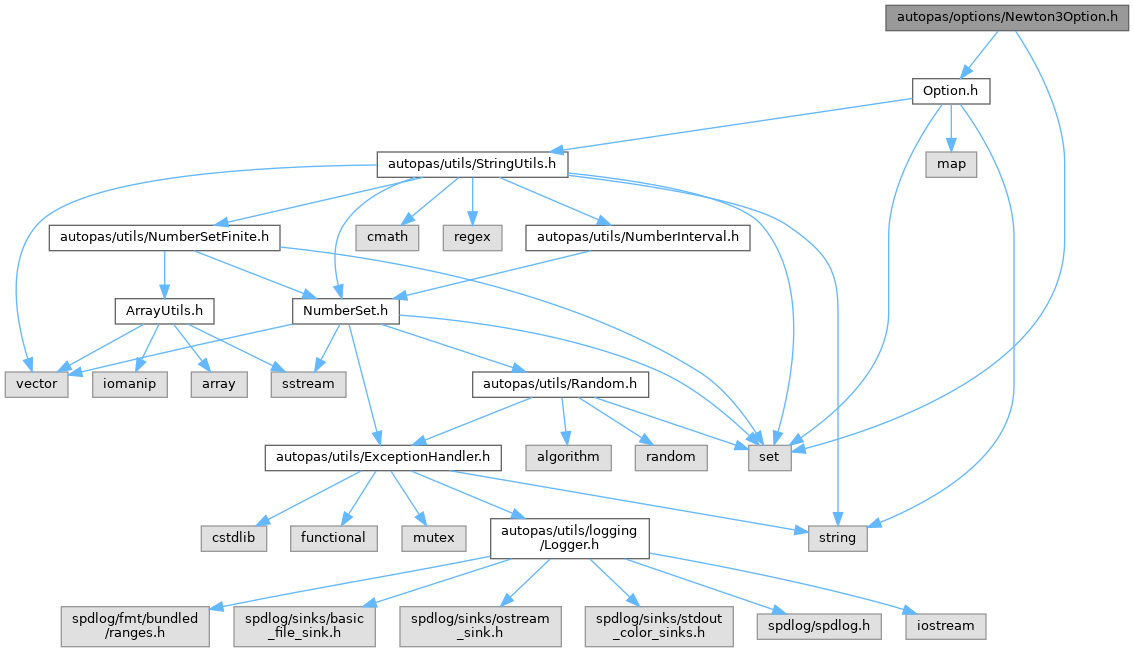 autopas/options/Newton3Option.h
Option.h
map
autopas/utils/StringUtils.h
autopas/utils/NumberSetFinite.h
cmath
regex
autopas/utils/NumberInterval.h
ArrayUtils.h
NumberSet.h
vector
iomanip
array
sstream
autopas/utils/Random.h
autopas/utils/ExceptionHandler.h
algorithm
random
set
cstdlib
functional
mutex
autopas/utils/logging
/Logger.h
string
spdlog/fmt/bundled
/ranges.h
spdlog/sinks/basic
_file_sink.h
spdlog/sinks/ostream
_sink.h
spdlog/sinks/stdout
_color_sinks.h
spdlog/spdlog.h
iostream